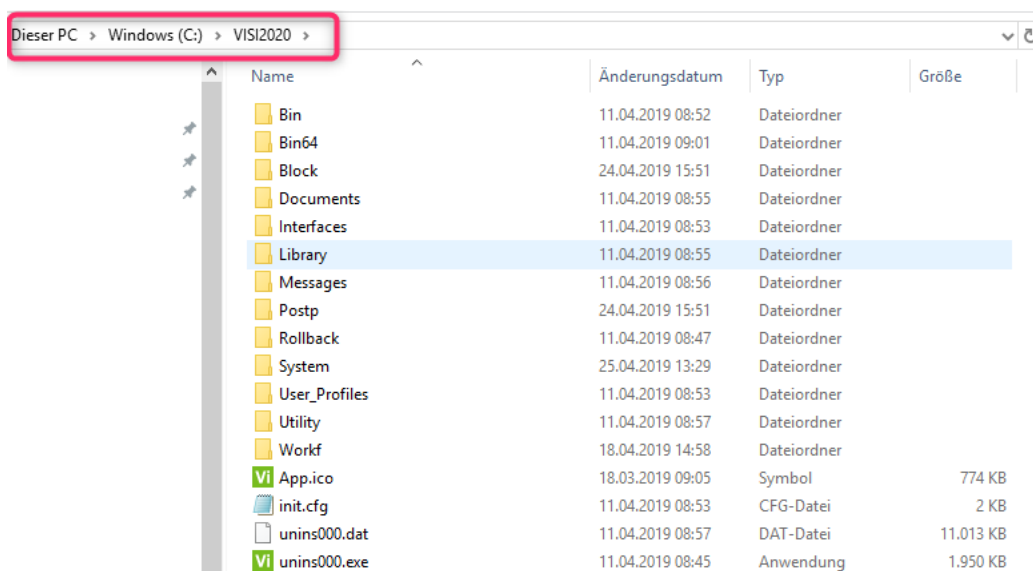 Dieser PC > Windows (C:) > VISI2020 >
Name Änderungsdatum Typ Größe
Bin 11.04.2019 08:52 Dateiordner
Bin64 11.04.2019 09:01 Dateiordner
Block 24.04.2019 15:51 Dateiordner
Documents 11.04.2019 08:55 Dateiordner
Interfaces 11.04.2019 08:53 Dateiordner
Library 11.04.2019 08:55 Dateiordner
Messages 11.04.2019 08:56 Dateiordner
Postp 24.04.2019 15:51 Dateiordner
Rollback 11.04.2019 08:47 Dateiordner
System 25.04.2019 13:29 Dateiordner
User_Profiles 11.04.2019 08:53 Dateiordner
Utility 11.04.2019 08:57 Dateiordner
Workf 18.04.2019 14:58 Dateiordner
Vi App.ico 18.03.2019 09:05 Symbol 774 KB
init.cfg 11.04.2019 08:53 CFG-Datei 2 KB
unins000.dat 11.04.2019 08:57 DAT-Datei 11.013 KB
Vi unins000.exe 11.04.2019 08:45 Anwendung 1.950 KB